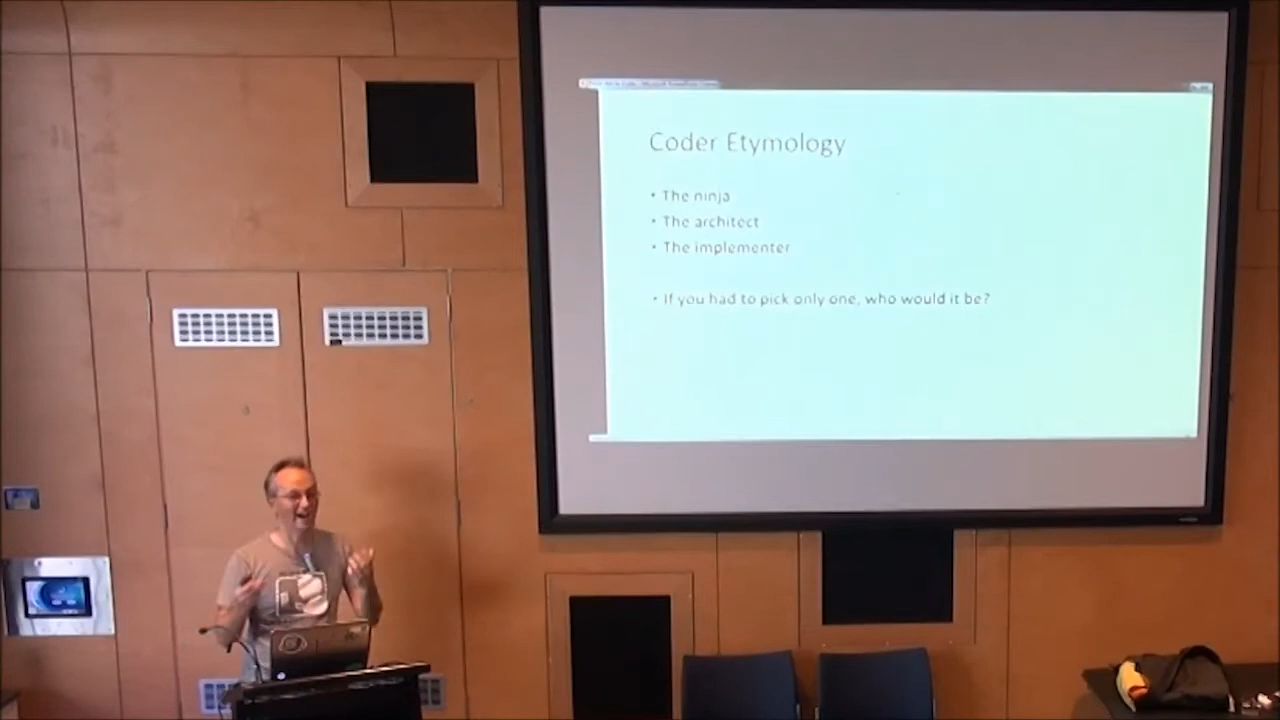 Coder Etymology
• The ninja
• The architect
• The implementer
• If you had to pick only one, who would it be?